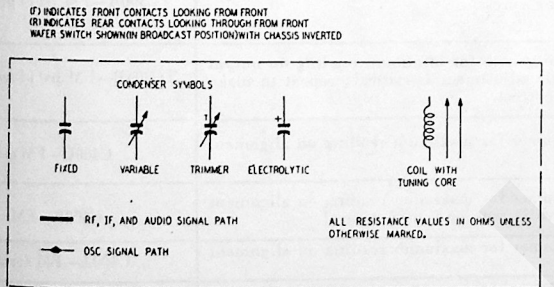 (F) INDICATES FRONT CONTACTS LOOKING FROM FRONT
(R) INDICATES REAR CONTACTS LOOKING THROUGH FROM FRONT
WAFER SWITCH SHOWN (IN BROADCAST POSITION) WITH CHASSIS INVERTED
CONDENSER SYMBOLS
T
+
FIXED VARIABLE TRIMMER ELECTROLYTIC
COIL WITH
TUNING CORE
RF, IF, AND AUDIO SIGNAL PATH
OSC SIGNAL PATH
ALL RESISTANCE VALUES IN OHMS UNLESS
OTHERWISE MARKED.